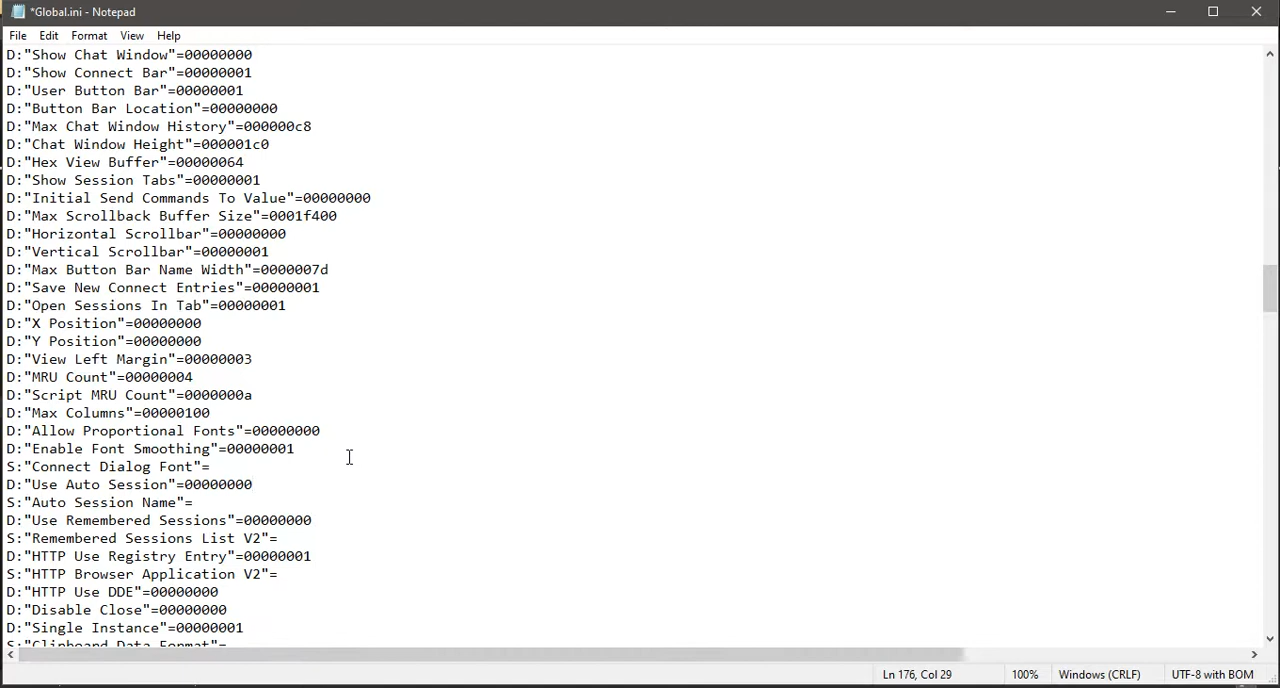 *Global.ini - Notepad
File Edit Format View Help
D:"Show Chat Window"=00000000
D:"Show Connect Bar"=00000001
D:"User Button Bar"=00000001
D:"Button Bar Location"=00000000
D:"Max Chat Window History"=000000c8
D:"Chat Window Height"=000001c0
D:"Hex View Buffer"=00000064
D:"Show Session Tabs"=00000001
D:"Initial Send Commands To Value"=00000000
D:"Max Scrollback Buffer Size"=0001f400
D:"Horizontal Scrollbar"=00000000
D:"Vertical Scrollbar"=00000001
D:"Max Button Bar Name Width"=0000007d
D:"Save New Connect Entries"=00000001
D:"Open Sessions In Tab"=00000001
D:"X Position"=00000000
D:"Y Position"=00000000
D:"View Left Margin"=00000003
D:"MRU Count"=00000004
D:"Script MRU Count"=0000000a
D:"Max Columns"=00000100
D:"Allow Proportional Fonts"=00000000
D:"Enable Font Smoothing"=00000001
S:"Connect Dialog Font"=
D:"Use Auto Session"=00000000
S:"Auto Session Name"=
D:"Use Remembered Sessions"=00000000
S:"Remembered Sessions List V2"=
D:"HTTP Use Registry Entry"=00000001
S:"HTTP Browser Application V2"=
D:"HTTP Use DDE"=00000000
D:"Disable Close"=00000000
D:"Single Instance"=00000001
S:"Clipboard Data Format"=
Ln 176, Col 29 100% Windows (CRLF) UTF-8 with BOM